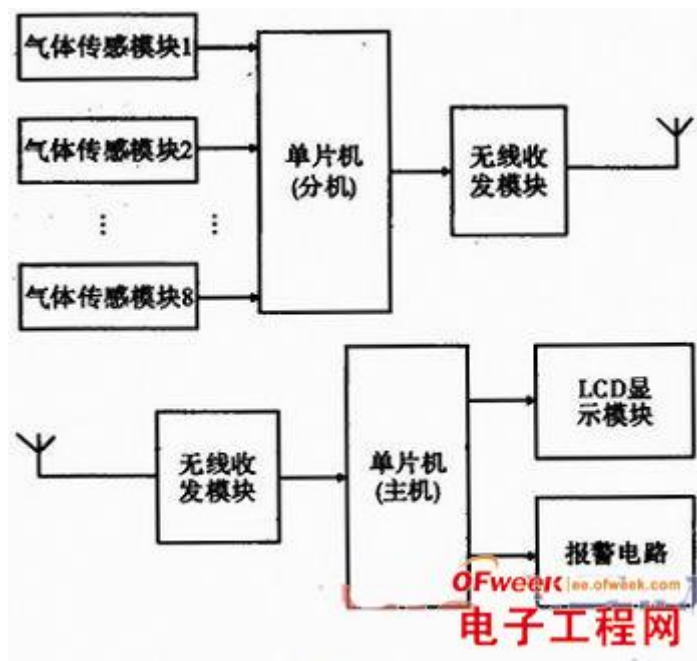 气体传感模块1
气体传感模块2
⋮
⋮
气体传感模块8
单片机
(分机)
无线收
发模块
无线收
发模块
单片机
(主机)
LCD显
示模块
报警电路
OFweek
ee.ofweek.com
电子工程网